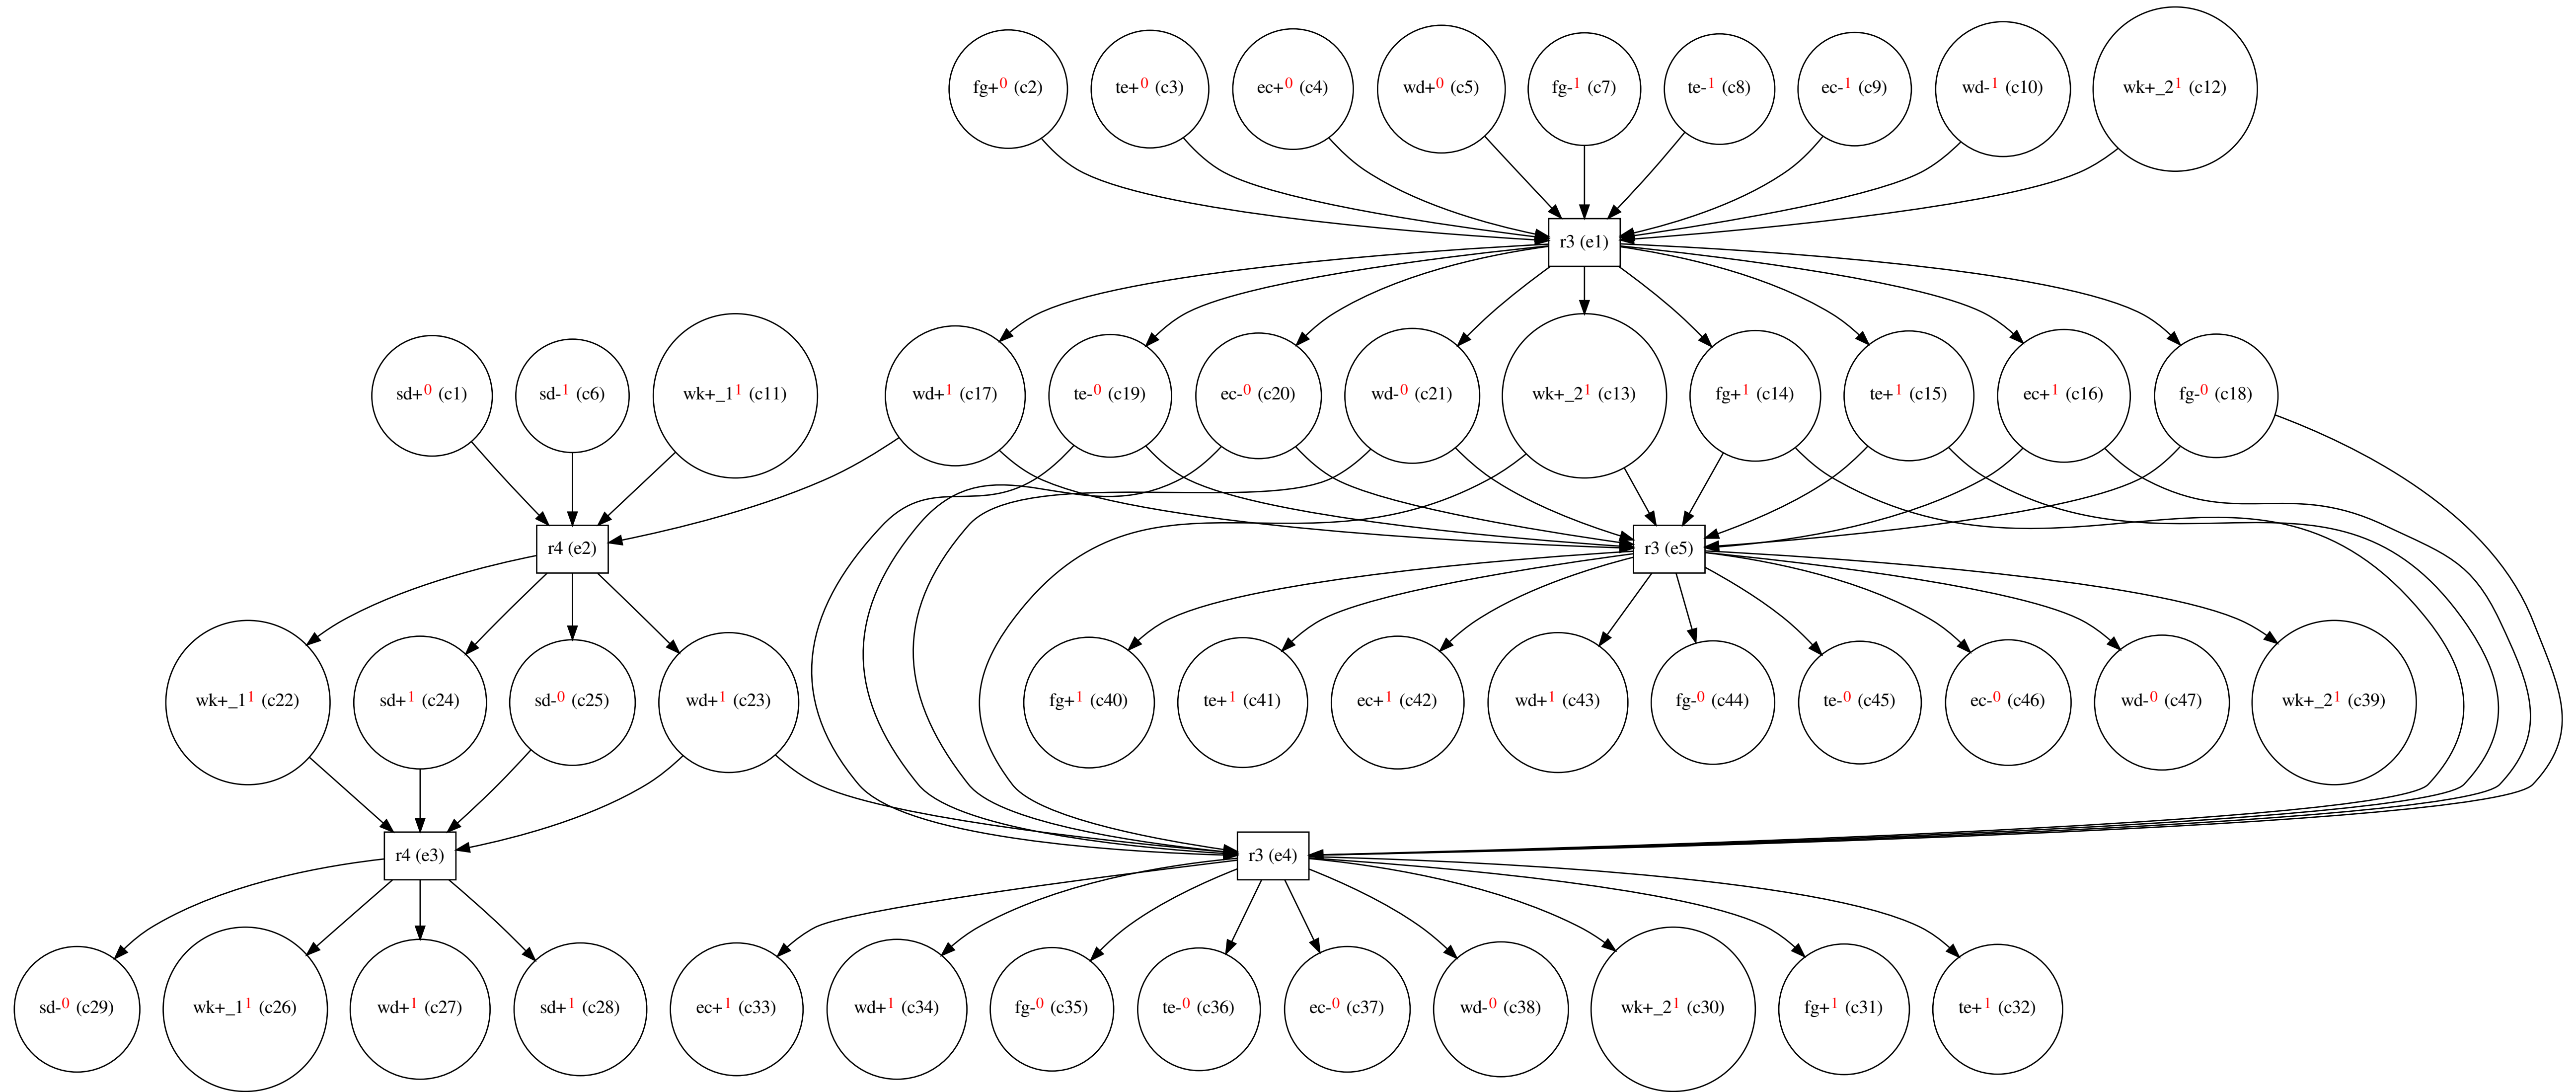 fg+0 (c2) te+0 (c3) ec+0 (c4) wd+0 (c5) fg-1 (c7) te-1 (c8) ec-1 (c9) wd-1 (c10) wk+_21 (c12)
r3 (e1)
sd+0 (c1) sd-1 (c6) wk+_11 (c11) wd+1 (c17) te-0 (c19) ec-0 (c20) wd-0 (c21) wk+_21 (c13) fg+1 (c14) te+1 (c15) ec+1 (c16) fg-0 (c18)
r4 (e2) r3 (e5)
wk+_11 (c22) sd+1 (c24) sd-0 (c25) wd+1 (c23) fg+1 (c40) te+1 (c41) ec+1 (c42) wd+1 (c43) fg-0 (c44) te-0 (c45) ec-0 (c46) wd-0 (c47) wk+_21 (c39)
r4 (e3) r3 (e4)
sd-0 (c29) wk+_11 (c26) wd+1 (c27) sd+1 (c28) ec+1 (c33) wd+1 (c34) fg-0 (c35) te-0 (c36) ec-0 (c37) wd-0 (c38) wk+_21 (c30) fg+1 (c31) te+1 (c32)